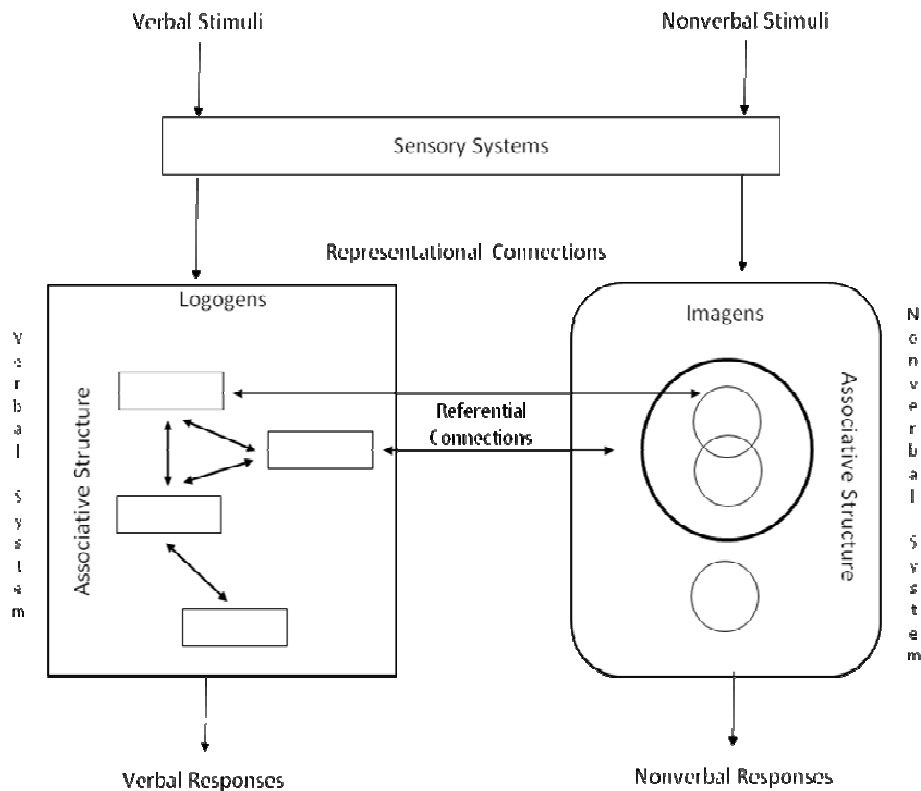 Verbal Stimuli
Nonverbal Stimuli
Sensory Systems
Representational Connections
Logogens
Imagens
Verbal System
Associative Structure
Referential
Connections
Associative Structure
Nonverbal System
Verbal Responses
Nonverbal Responses